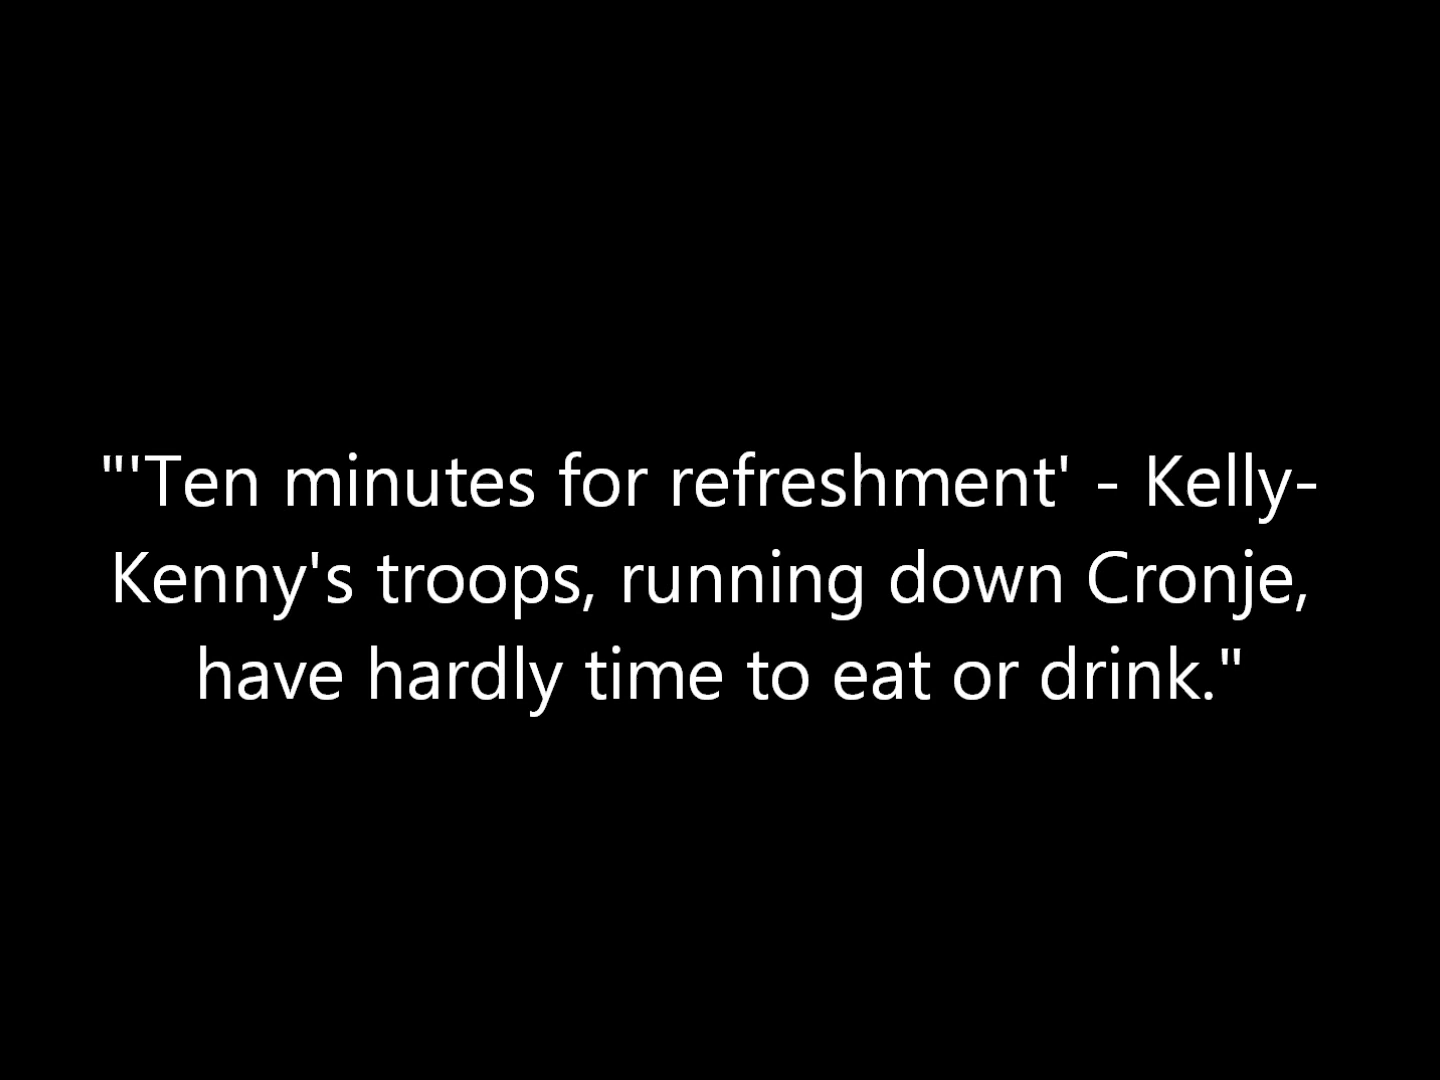 "'Ten minutes for refreshment' - Kelly-
Kenny's troops, running down Cronje,
have hardly time to eat or drink."